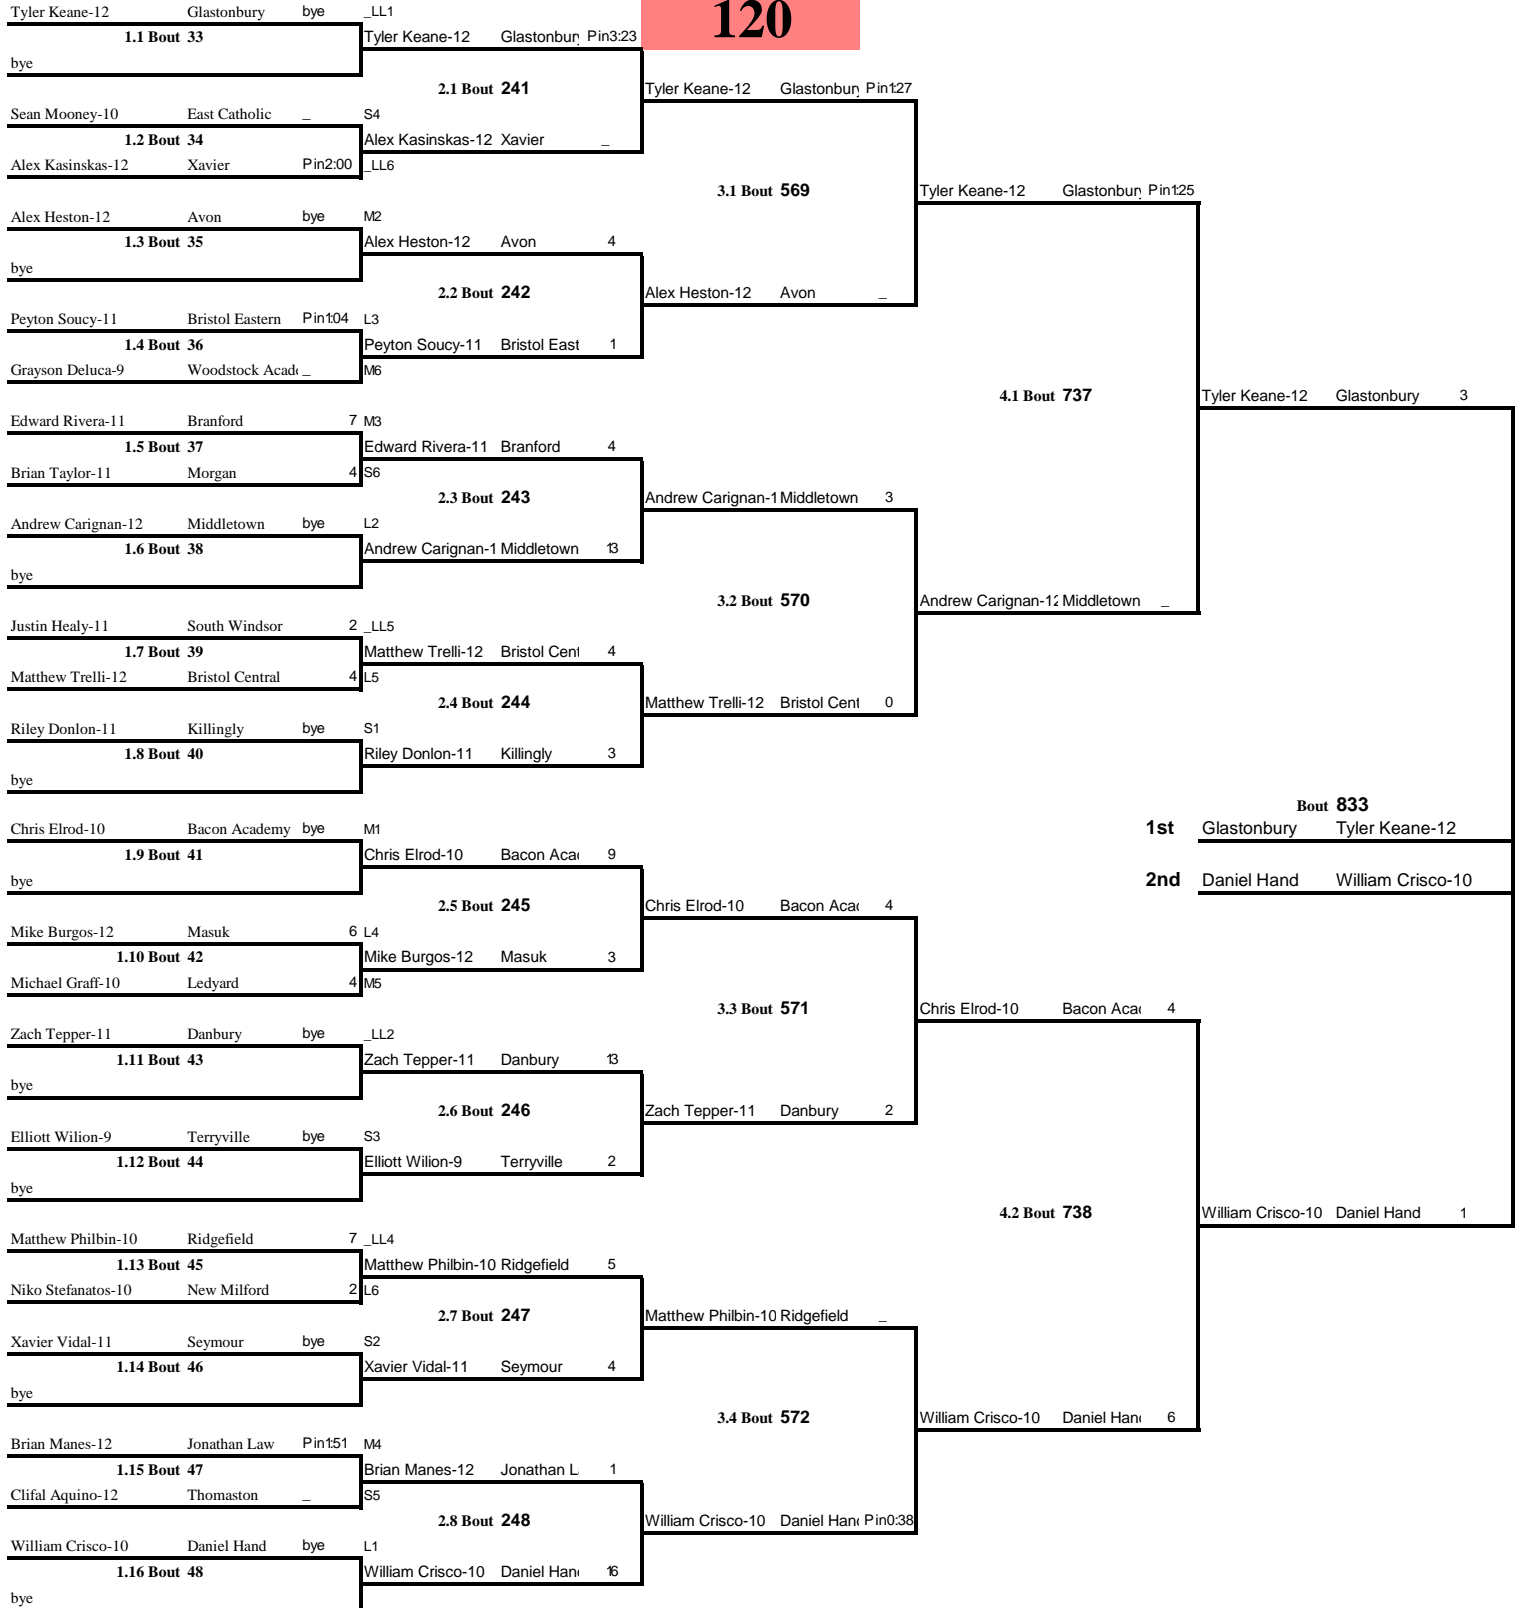 120
Tyler Keane-12 Glastonbury bye _LL1
1.1 Bout 33 Tyler Keane-12 Glastonbury Pin3:23
bye
2.1 Bout 241 Tyler Keane-12 Glastonbury Pin1:27
Sean Mooney-10 East Catholic _ S4
1.2 Bout 34 Alex Kasinskas-12 Xavier _
Alex Kasinskas-12 Xavier Pin2:00 _LL6
3.1 Bout 569 Tyler Keane-12 Glastonbury Pin1:25
Alex Heston-12 Avon bye M2
1.3 Bout 35 Alex Heston-12 Avon 4
bye
2.2 Bout 242 Alex Heston-12 Avon _
Peyton Soucy-11 Bristol Eastern Pin1:04 L3
1.4 Bout 36 Peyton Soucy-11 Bristol East 1
Grayson Deluca-9 Woodstock Acad _ M6
4.1 Bout 737 Tyler Keane-12 Glastonbury 3
Edward Rivera-11 Branford 7 M3
1.5 Bout 37 Edward Rivera-11 Branford 4
Brian Taylor-11 Morgan 4 S6
2.3 Bout 243 Andrew Carignan-1 Middletown 3
Andrew Carignan-12 Middletown bye L2
1.6 Bout 38 Andrew Carignan-1 Middletown 13
bye
3.2 Bout 570 Andrew Carignan-12 Middletown _
Justin Healy-11 South Windsor 2 _LL5
1.7 Bout 39 Matthew Trelli-12 Bristol Cent 4
Matthew Trelli-12 Bristol Central 4 L5
2.4 Bout 244 Matthew Trelli-12 Bristol Cent 0
Riley Donlon-11 Killingly bye S1
1.8 Bout 40 Riley Donlon-11 Killingly 3
bye
Bout 833
Chris Elrod-10 Bacon Academy bye M1 1st Glastonbury Tyler Keane-12
1.9 Bout 41 Chris Elrod-10 Bacon Aca 9
bye 2nd Daniel Hand William Crisco-10
2.5 Bout 245 Chris Elrod-10 Bacon Aca 4
Mike Burgos-12 Masuk 6 L4
1.10 Bout 42 Mike Burgos-12 Masuk 3
Michael Graff-10 Ledyard 4 M5
3.3 Bout 571 Chris Elrod-10 Bacon Aca 4
Zach Tepper-11 Danbury bye _LL2
1.11 Bout 43 Zach Tepper-11 Danbury 13
bye
2.6 Bout 246 Zach Tepper-11 Danbury 2
Elliott Wilion-9 Terryville bye S3
1.12 Bout 44 Elliott Wilion-9 Terryville 2
bye
4.2 Bout 738 William Crisco-10 Daniel Hand 1
Matthew Philbin-10 Ridgefield 7 _LL4
1.13 Bout 45 Matthew Philbin-10 Ridgefield 5
Niko Stefanatos-10 New Milford 2 L6
2.7 Bout 247 Matthew Philbin-10 Ridgefield _
Xavier Vidal-11 Seymour bye S2
1.14 Bout 46 Xavier Vidal-11 Seymour 4
bye
3.4 Bout 572 William Crisco-10 Daniel Han 6
Brian Manes-12 Jonathan Law Pin1:51 M4
1.15 Bout 47 Brian Manes-12 Jonathan L 1
Clifal Aquino-12 Thomaston _ S5
2.8 Bout 248 William Crisco-10 Daniel Han Pin0:38
William Crisco-10 Daniel Hand bye L1
1.16 Bout 48 William Crisco-10 Daniel Han 16
bye